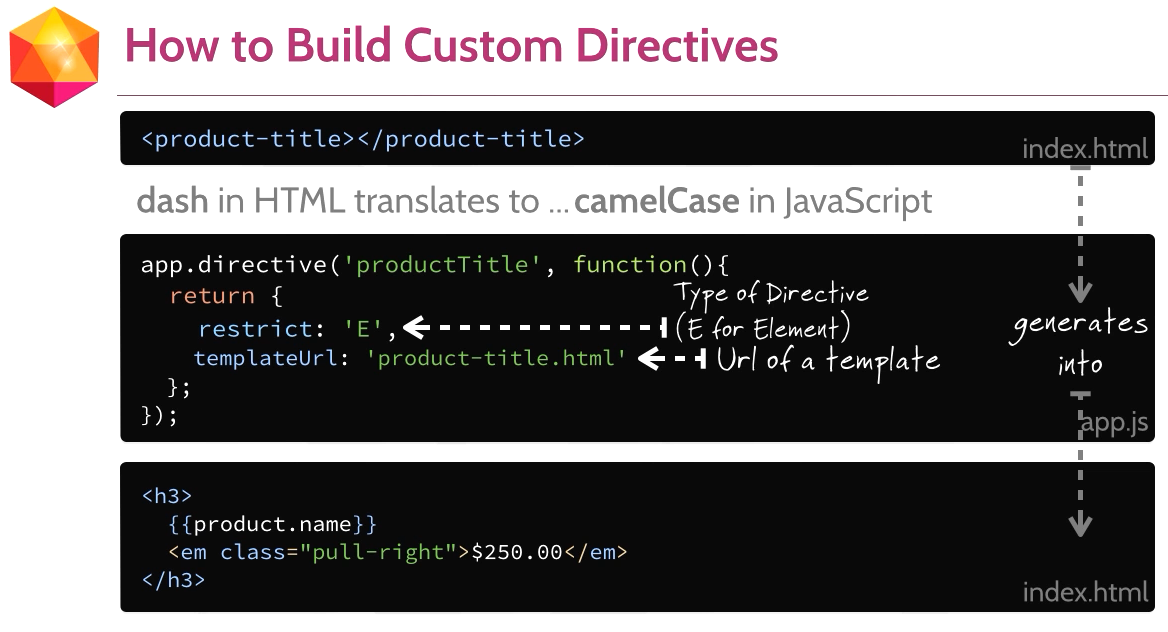 How to Build Custom Directives
<product-title></product-title>
index.html
dash in HTML translates to ... camelCase in JavaScript
app.directive('productTitle', function(){
return {
Type of Directive
restrict: 'E',
(E for Element)
generates
templateUrl: 'product-title.html'
Url of a template
into
};
});
app.js
<h3>
{{product.name}}
<em class="pull-right">$250.00</em>
</h3>
index.html